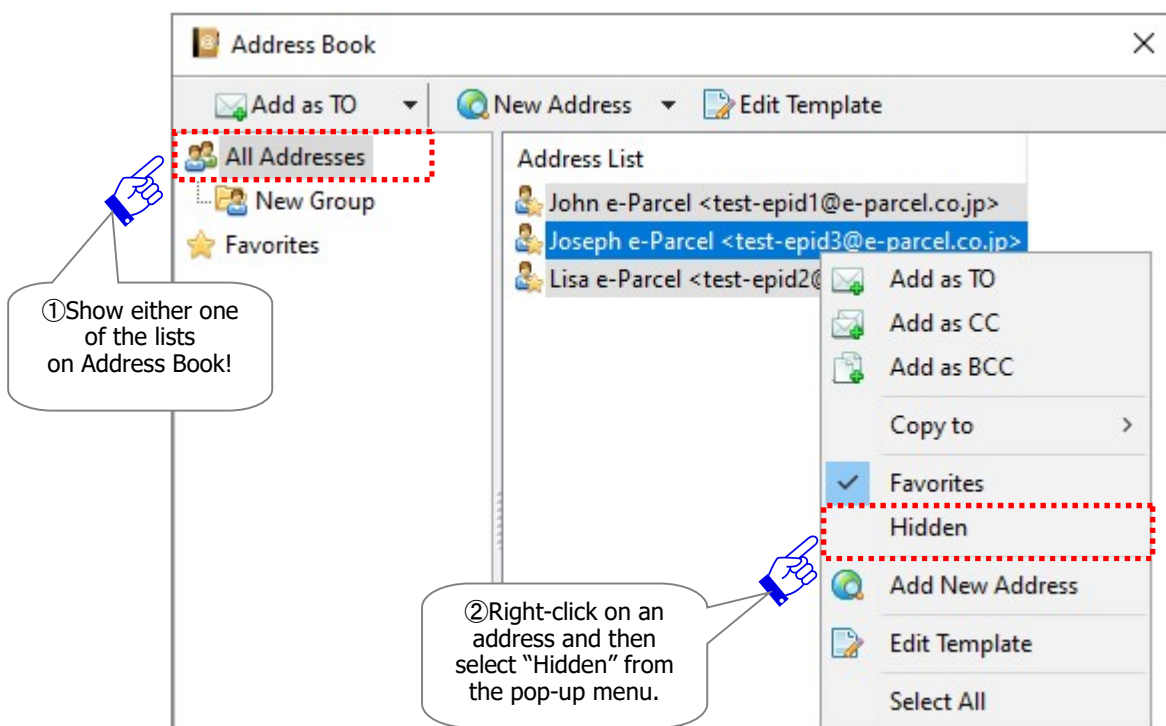 Address Book
Add as TO
New Address
Edit Template
All Addresses
New Group
Favorites
Address List
John e-Parcel <test-epid1@e-parcel.co.jp>
Joseph e-Parcel <test-epid3@e-parcel.co.jp>
Lisa e-Parcel <test-epid2@
①Show either one
of the lists
on Address Book!
Add as TO
Add as CC
Add as BCC
Copy to
Favorites
Hidden
Add New Address
Edit Template
Select All
②Right-click on an
address and then
select “Hidden” from
the pop-up menu.